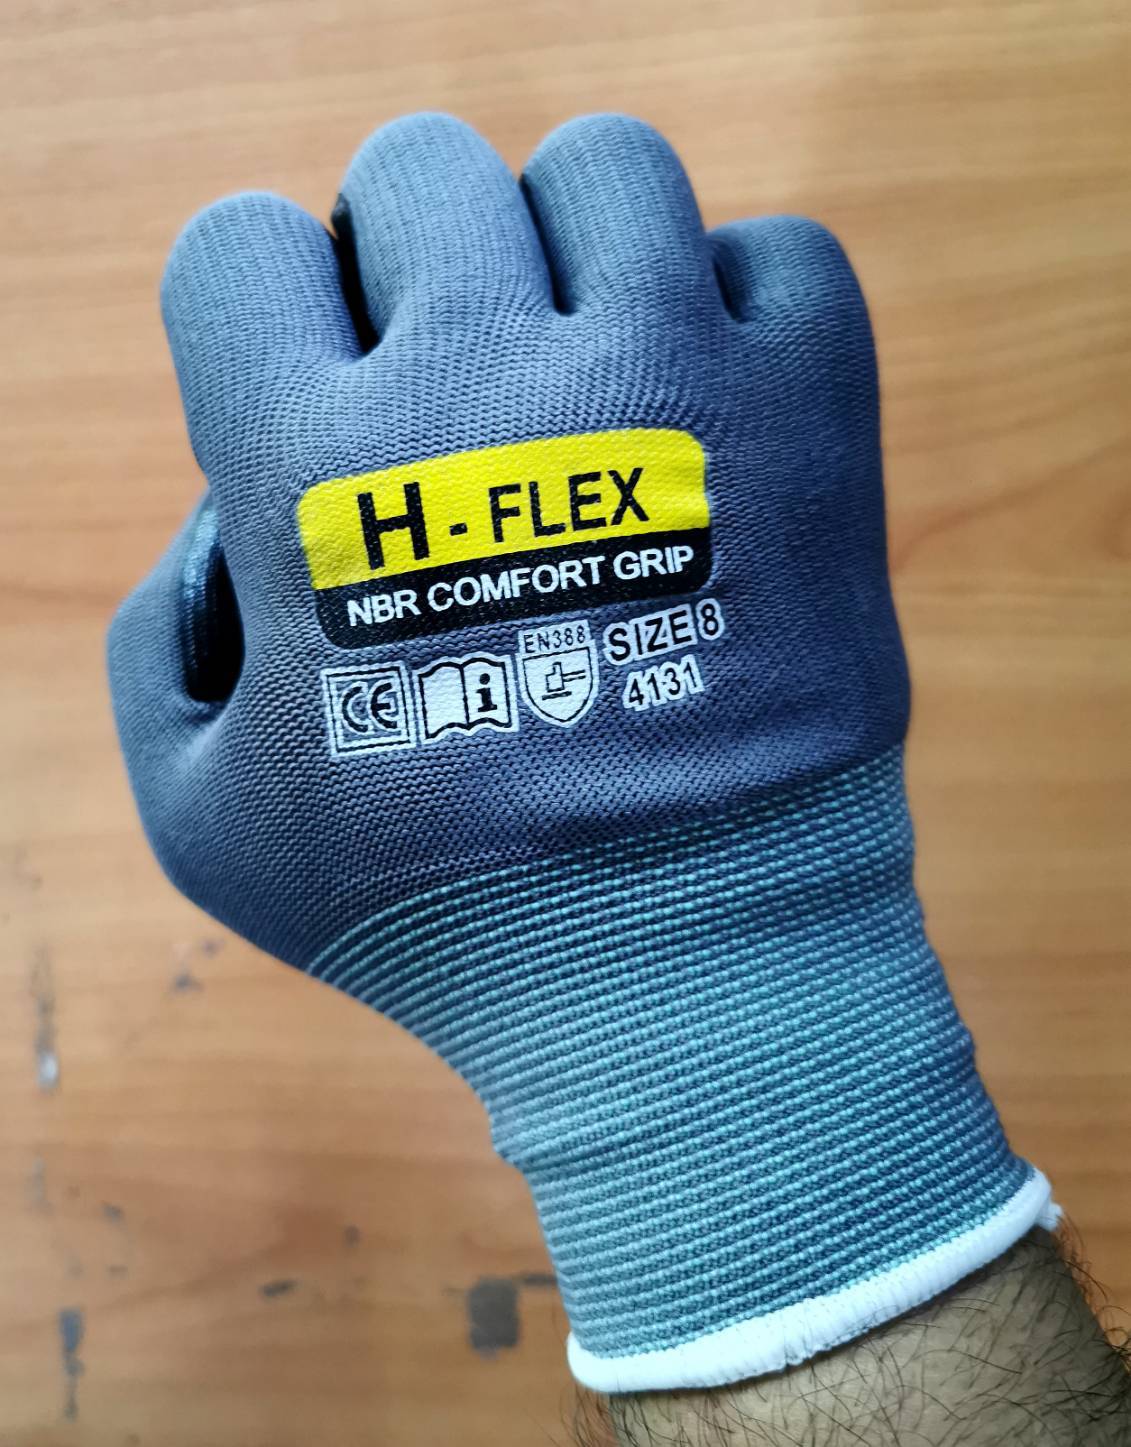 H - FLEX
NBR COMFORT GRIP
CE i EN388 SIZE 8
4131